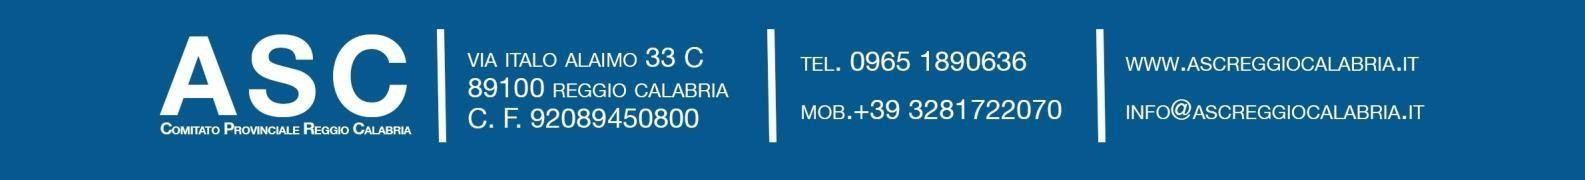 ASC
Comitato Provinciale Reggio Calabria
VIA ITALO ALAIMO 33 C
89100 REGGIO CALABRIA
C. F. 92089450800
TEL. 0965 1890636
MOB.+39 3281722070
WWW.ASCREGGIOCALABRIA.IT
INFO@ASCREGGIOCALABRIA.IT